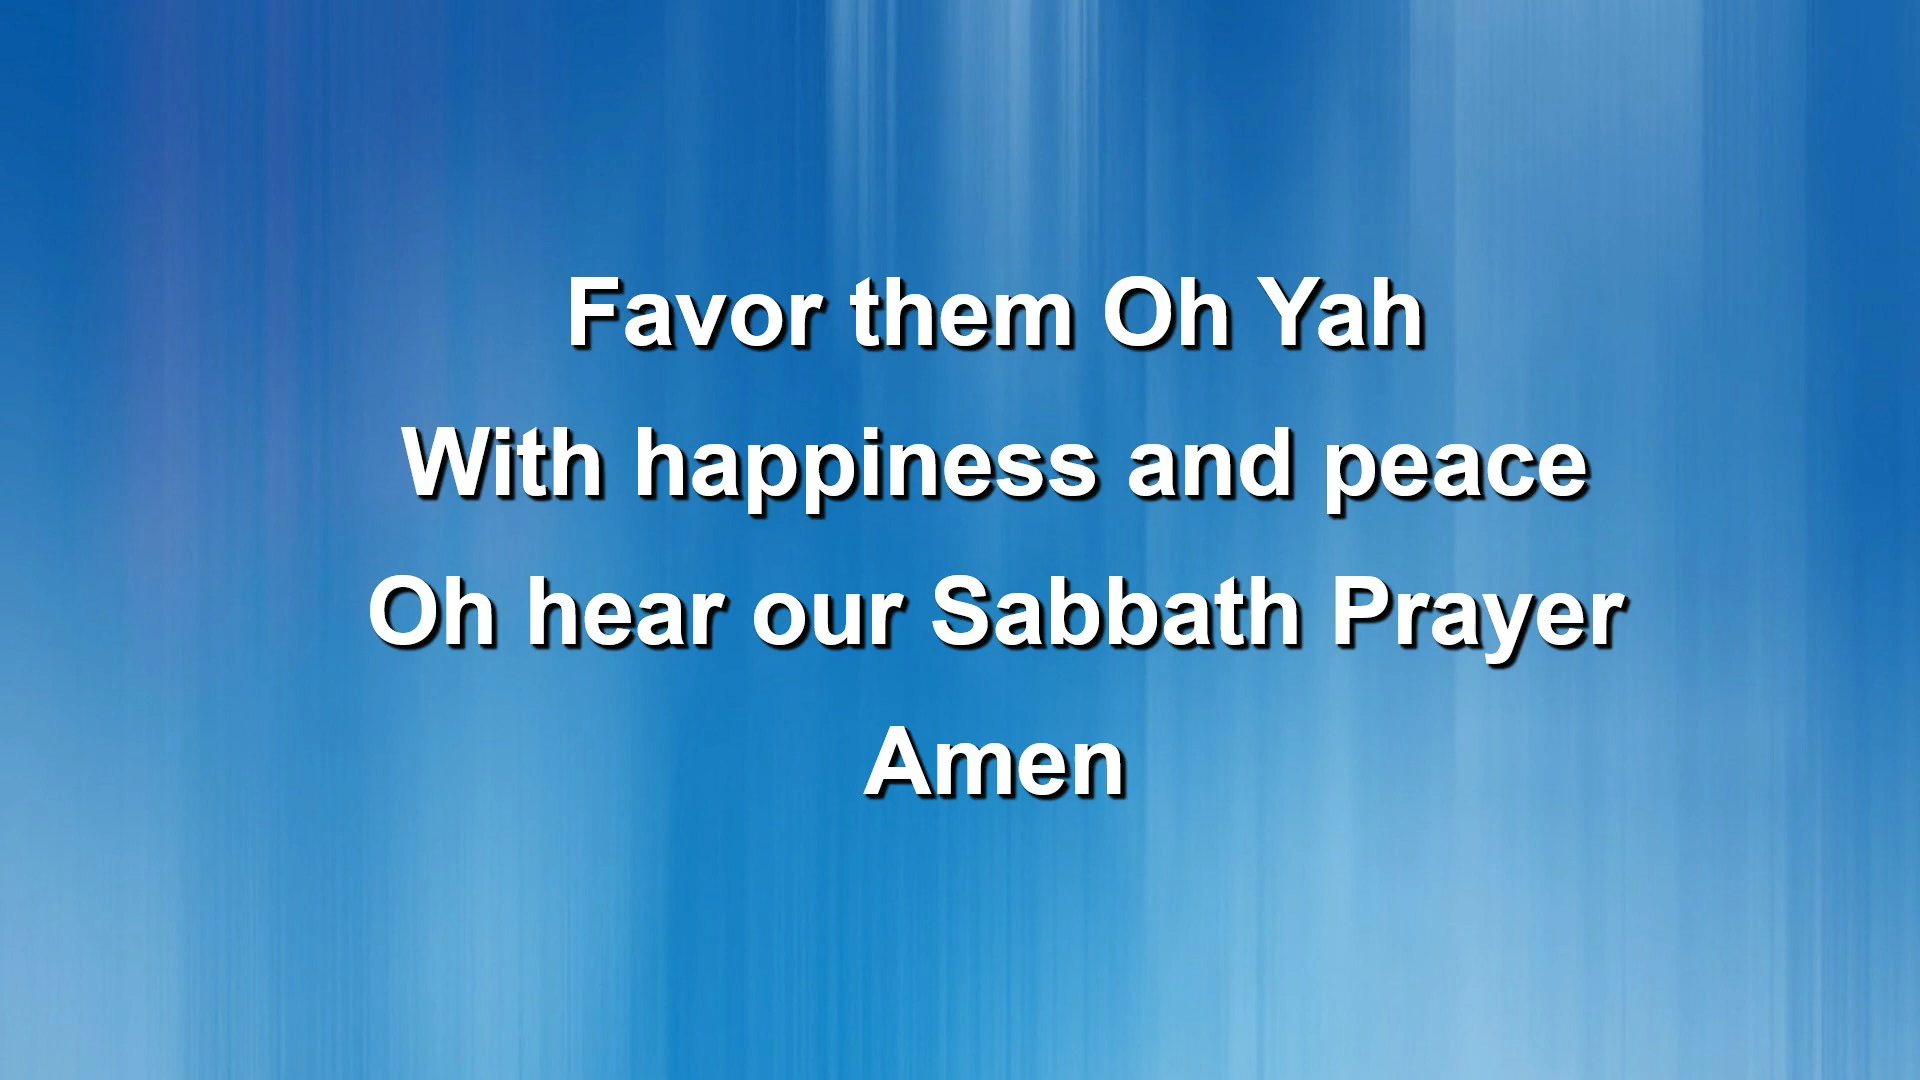 Favor them Oh Yah
With happiness and peace
Oh hear our Sabbath Prayer
Amen